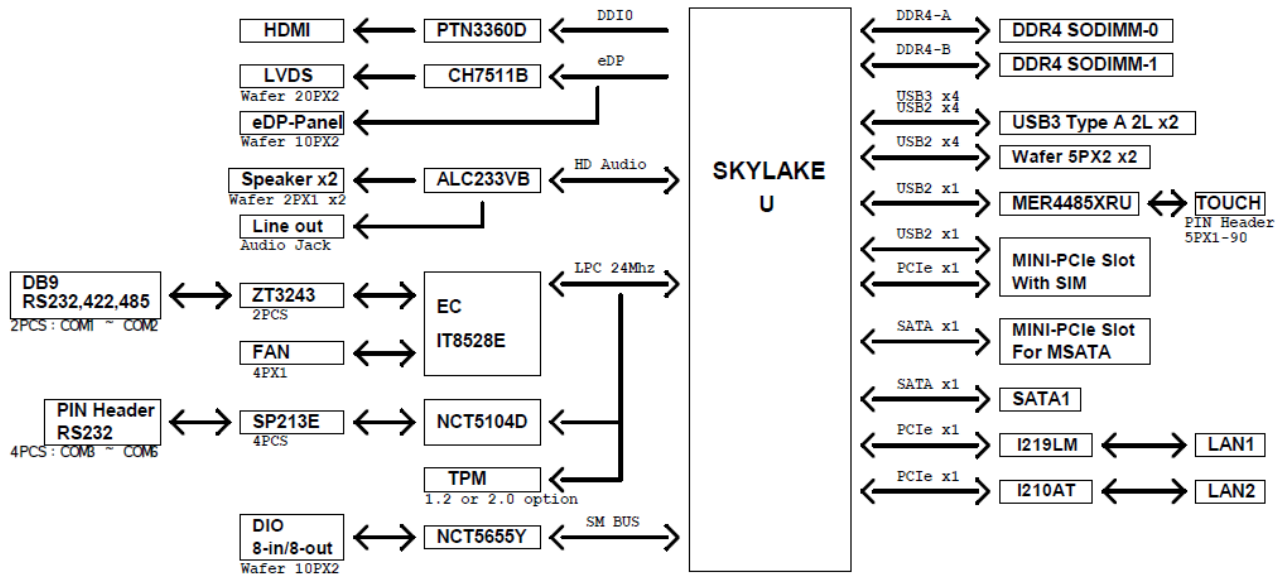 HDMI
PTN3360D
DDI0
LVDS
Wafer 20PX2
CH7511B
eDP
eDP-Panel
Wafer 10PX2
Speaker x2
Wafer 2PX1 x2
ALC233VB
HD Audio
Line out
Audio Jack
DB9
RS232,422,485
2PCS:COM1 ~ COM2
ZT3243
2PCS
EC
IT8528E
LPC 24Mhz
FAN
4PX1
PIN Header
RS232
4PCS:COM3 ~ COM6
SP213E
4PCS
NCT5104D
TPM
1.2 or 2.0 option
DIO
8-in/8-out
Wafer 10PX2
NCT5655Y
SM BUS
SKYLAKE
U
DDR4-A
DDR4 SODIMM-0
DDR4-B
DDR4 SODIMM-1
USB3 x4
USB2 x4
USB3 Type A 2L x2
USB2 x4
Wafer 5PX2 x2
USB2 x1
MER4485XRU
TOUCH
PIN Header
5PX1-90
USB2 x1
PCIe x1
MINI-PCIe Slot
With SIM
SATA x1
MINI-PCIe Slot
For MSATA
SATA x1
SATA1
PCIe x1
I219LM
LAN1
PCIe x1
I210AT
LAN2